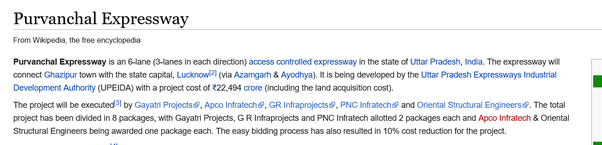 Purvanchal Expressway
From Wikipedia, the free encyclopedia
Purvanchal Expressway is an 6-lane (3-lanes in each direction) access controlled expressway in the state of Uttar Pradesh, India. The expressway will
connect Ghazipur town with the state capital, Lucknow[2] (via Azamgarh & Ayodhya). It is being developed by the Uttar Pradesh Expressways Industrial
Development Authority (UPEIDA) with a project cost of ₹22,494 crore (including the land acquisition cost).
The project will be executed[3] by Gayatri Projects, Apco Infratech, GR Infraprojects, PNC Infratech and Oriental Structural Engineers. The total
project has been divided in 8 packages, with Gayatri Projects, G R Infraprojects and PNC Infratech allotted 2 packages each and Apco Infratech & Oriental
Structural Engineers being awarded one package each. The easy bidding process has also resulted in 10% cost reduction for the project.